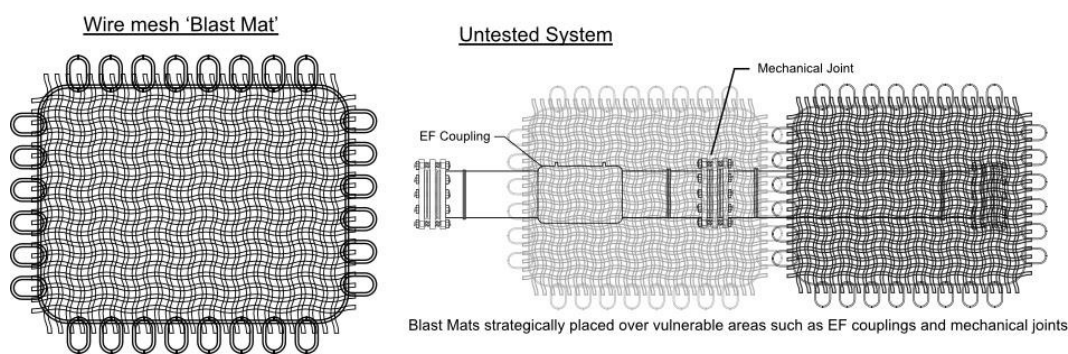 Wire mesh 'Blast Mat'
Untested System
Mechanical Joint
EF Coupling
Blast Mats strategically placed over vulnerable areas such as EF couplings and mechanical joints